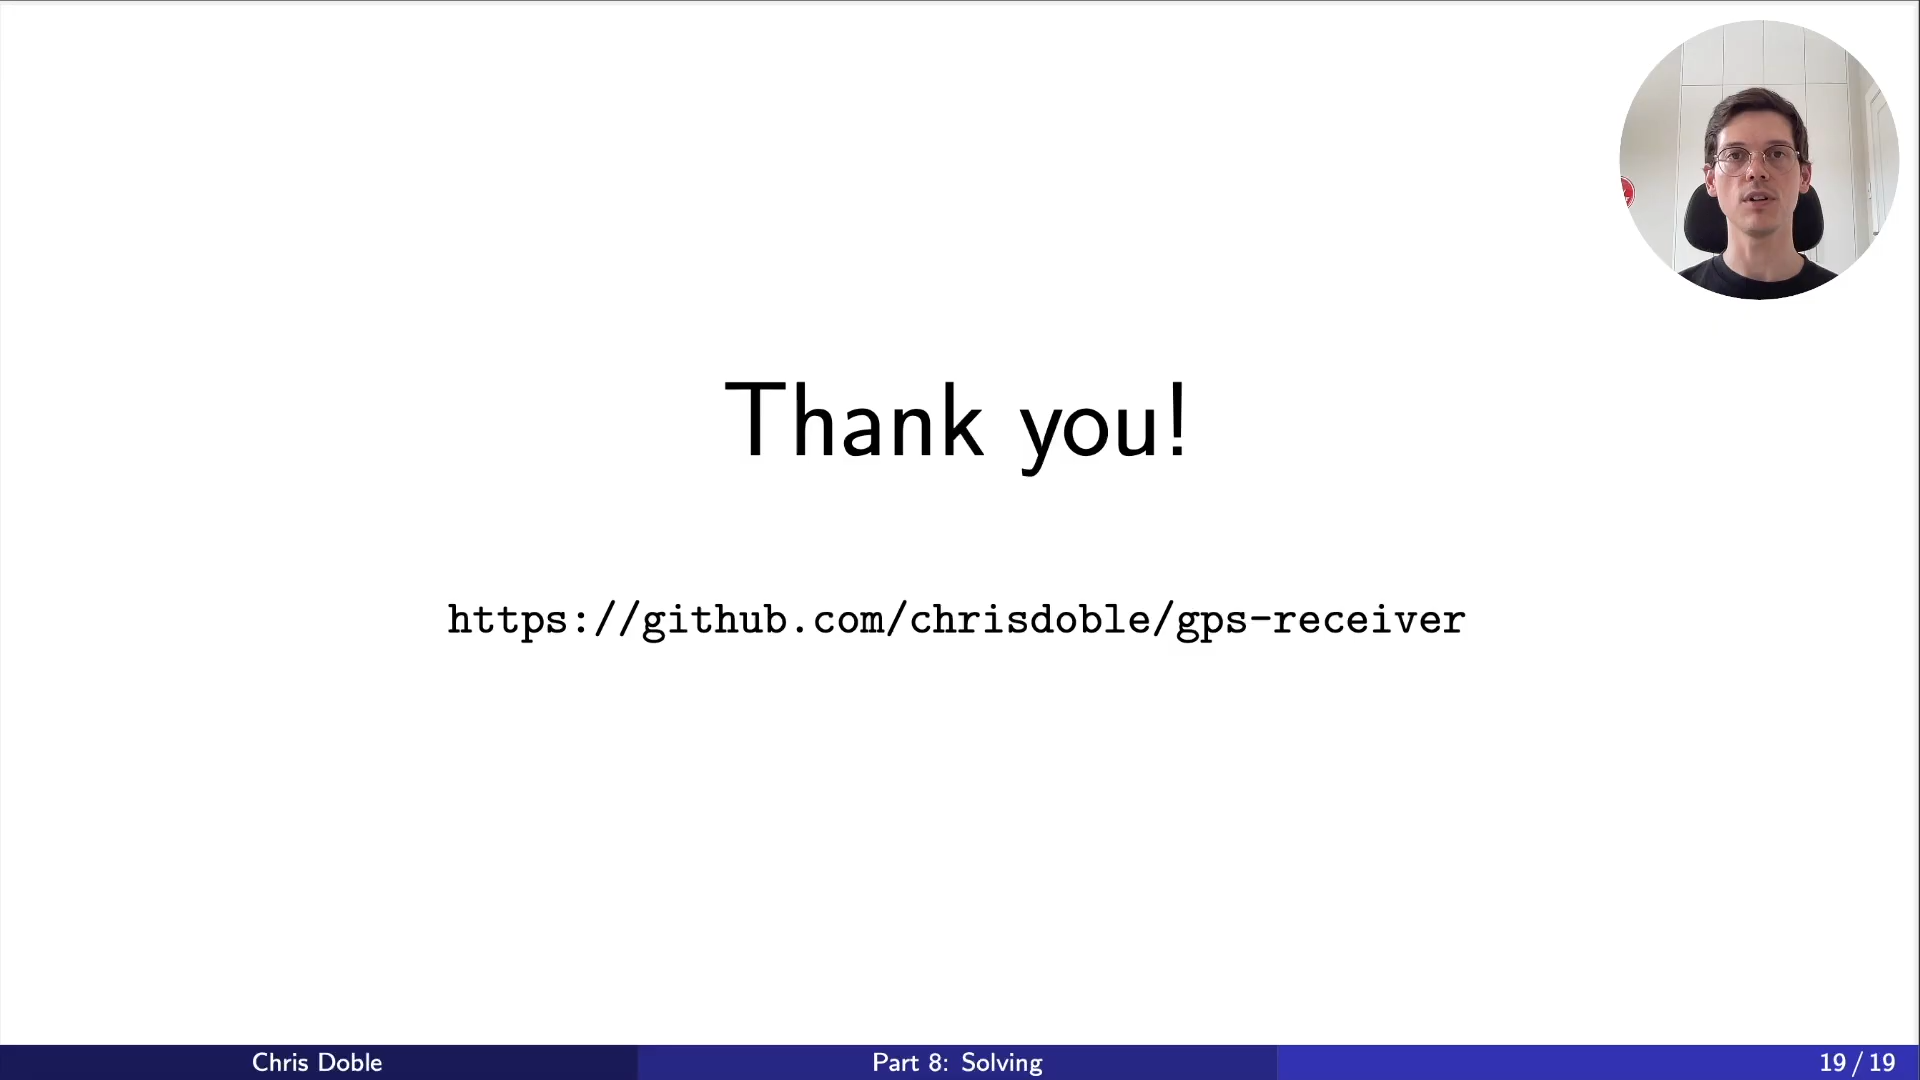 Thank you!
https://github.com/chrisdoble/gps-receiver
Chris Doble
Part 8: Solving
19 / 19